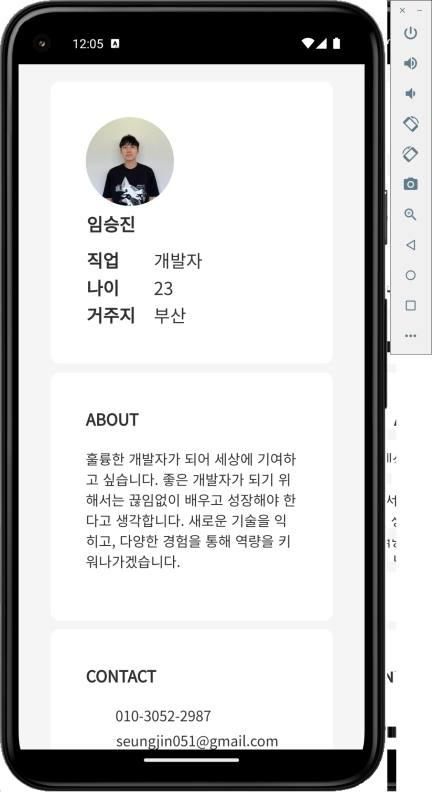 12:05 A
임승진
직업 개발자
나이 23
거주지 부산
ABOUT
훌륭한 개발자가 되어 세상에 기여하
고 싶습니다. 좋은 개발자가 되기 위
해서는 끊임없이 배우고 성장해야 한
다고 생각합니다. 새로운 기술을 익
히고, 다양한 경험을 통해 역량을 키
워나가겠습니다.
CONTACT
010-3052-2987
seungjin051@gmail.com